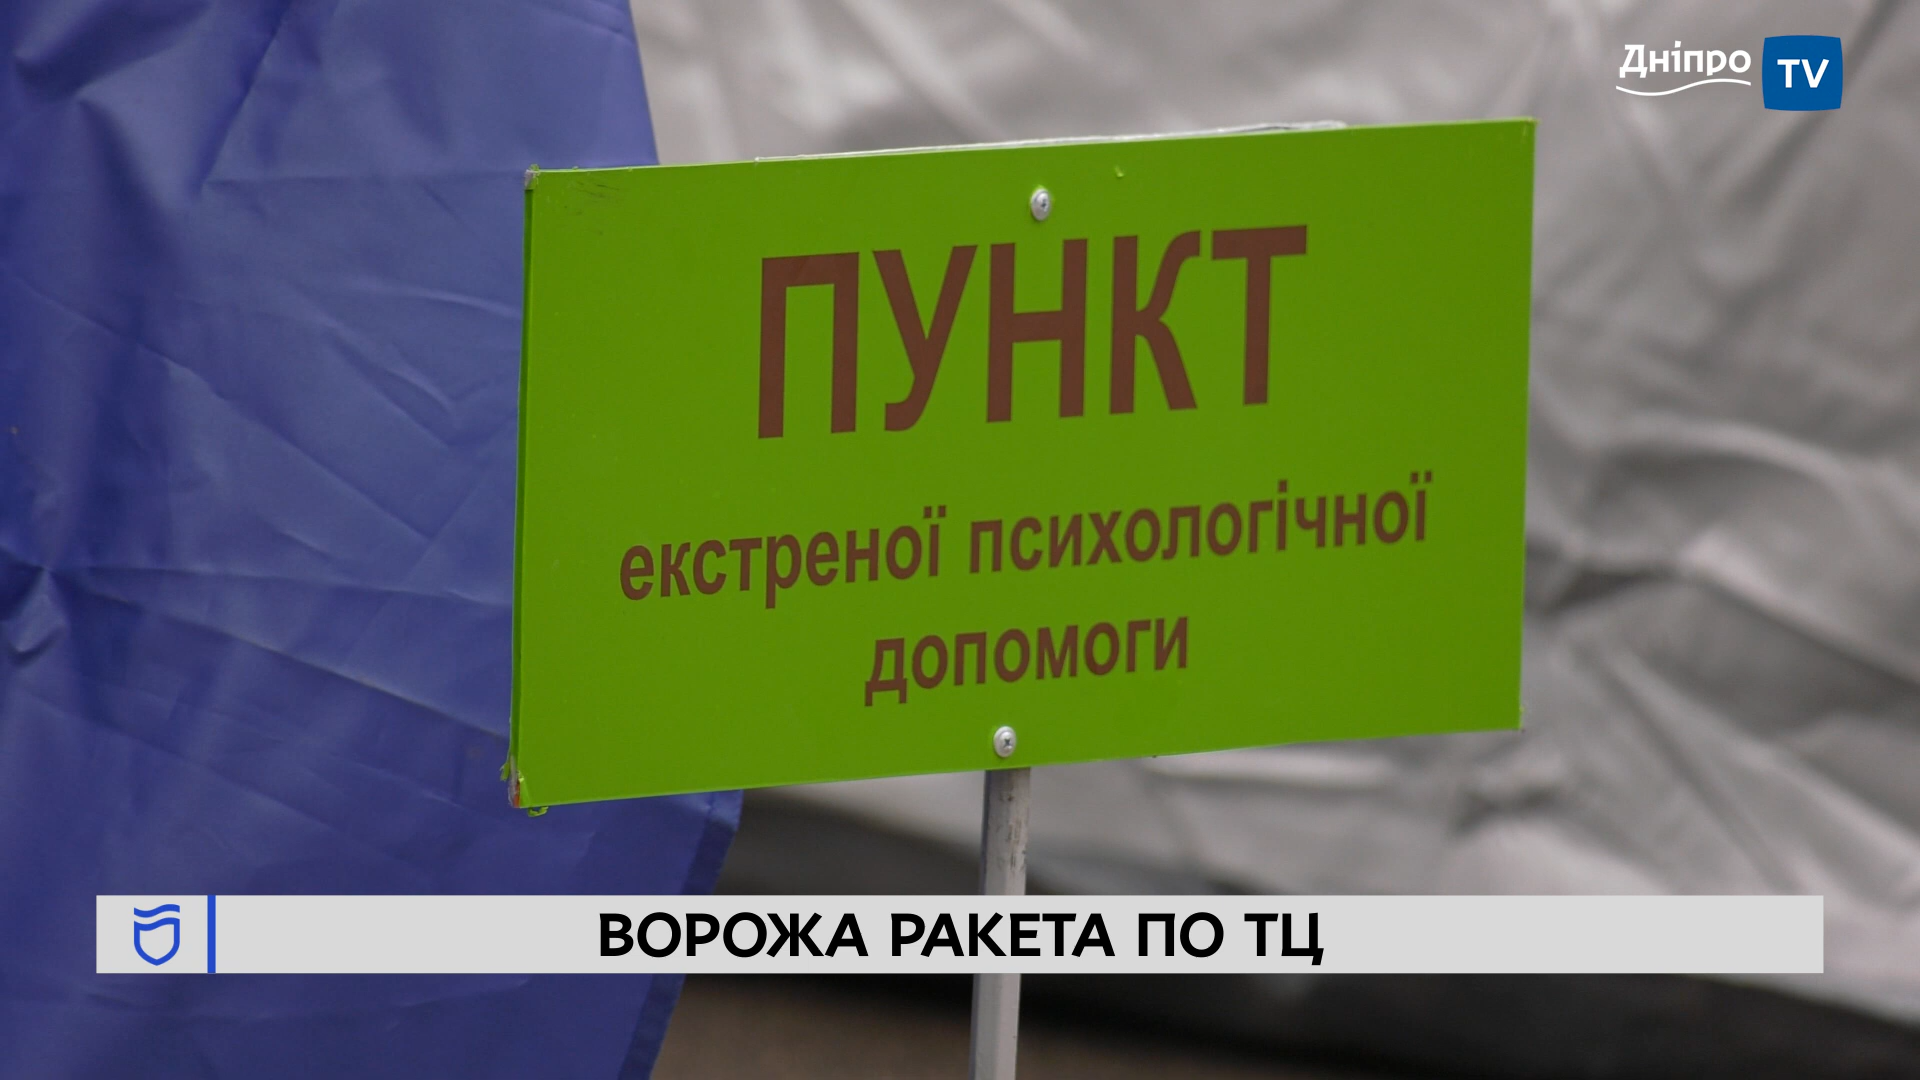 Дніпро TV
ПУНКТ
екстреної психологічної
допомоги
ВОРОЖА РАКЕТА ПО ТЦ